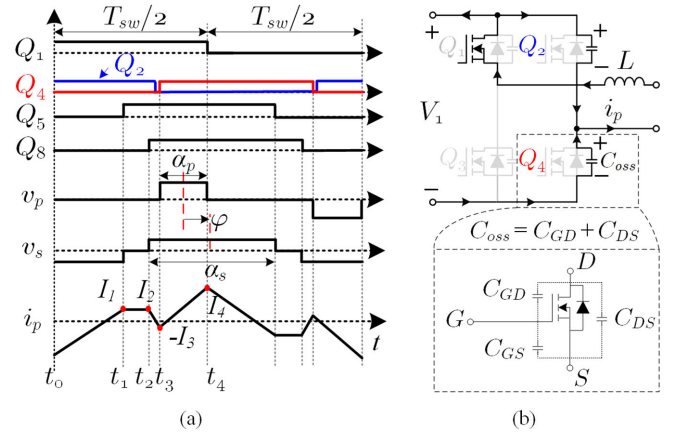 T_sw/2 T_sw/2
Q_1
Q_2
Q_4
Q_5
Q_8
α_p
v_p
φ
v_s
α_s
I_1 I_2 I_4
i_p
-I_3
t
t_0 t_1 t_2 t_3 t_4
(a)
+ +
Q_1 Q_2
− L
V_1 i_p
+
Q_3 Q_4 C_oss
− −
C_oss = C_GD + C_DS
D
C_GD
G C_DS
C_GS
S
(b)